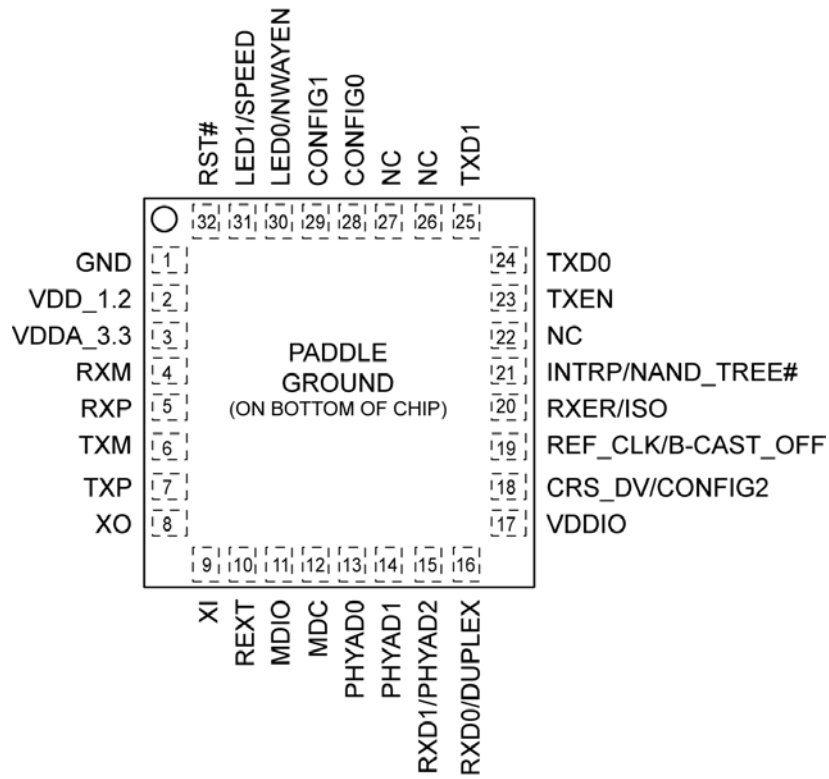 RST#
LED1/SPEED
LED0/NWAYEN
CONFIG1
CONFIG0
NC
NC
TXD1
32 31 30 29 28 27 26 25
GND 1
VDD_1.2 2
VDDA_3.3 3
RXM 4
RXP 5
TXM 6
TXP 7
XO 8
PADDLE
GROUND
(ON BOTTOM OF CHIP)
24 TXD0
23 TXEN
22 NC
21 INTRP/NAND_TREE#
20 RXER/ISO
19 REF_CLK/B-CAST_OFF
18 CRS_DV/CONFIG2
17 VDDIO
9 10 11 12 13 14 15 16
XI
REXT
MDIO
MDC
PHYAD0
PHYAD1
RXD1/PHYAD2
RXD0/DUPLEX